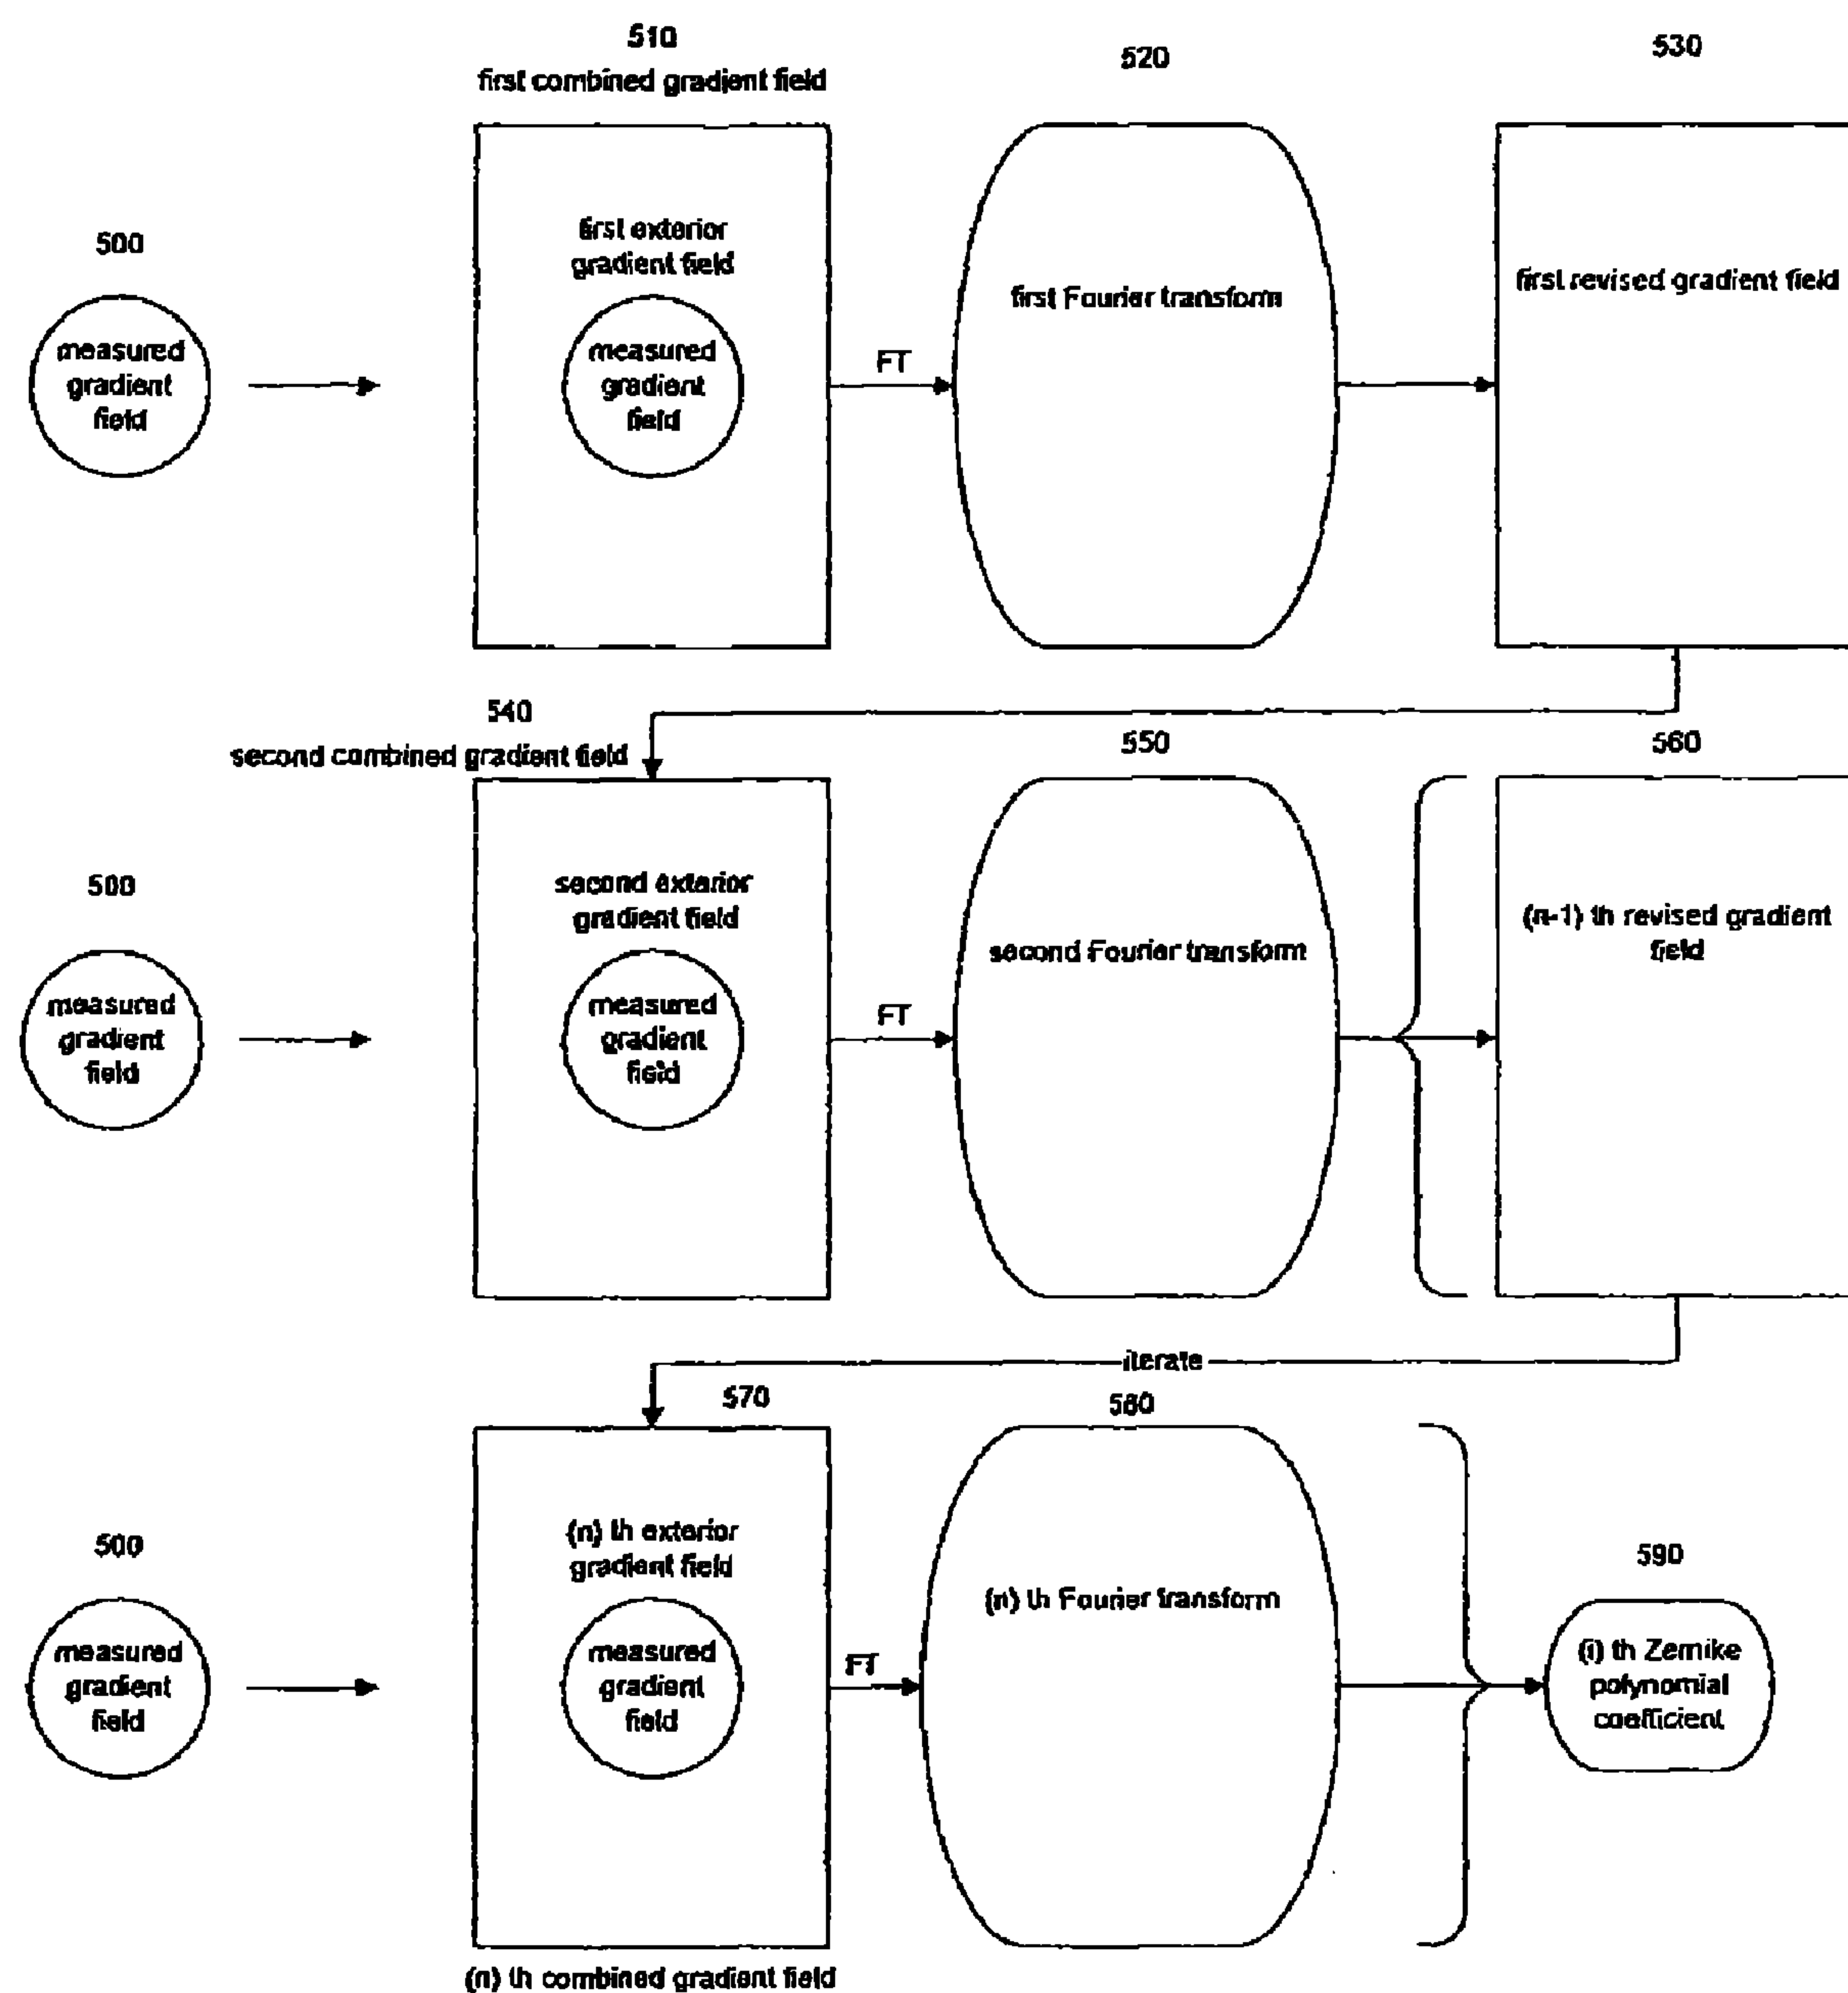 510
first combined gradient field
520
530
500
measured
gradient
field
first exterior
gradient field
measured
gradient
field
FT
first Fourier transform
first revised gradient field
540
second combined gradient field
550
560
500
measured
gradient
field
second exterior
gradient field
measured
gradient
field
FT
second Fourier transform
(n-1) th revised gradient
field
iterate
570
580
500
measured
gradient
field
(n) th exterior
gradient field
measured
gradient
field
FT
(n) th Fourier transform
590
(i) th Zernike
polynomial
coefficient
(n) th combined gradient field